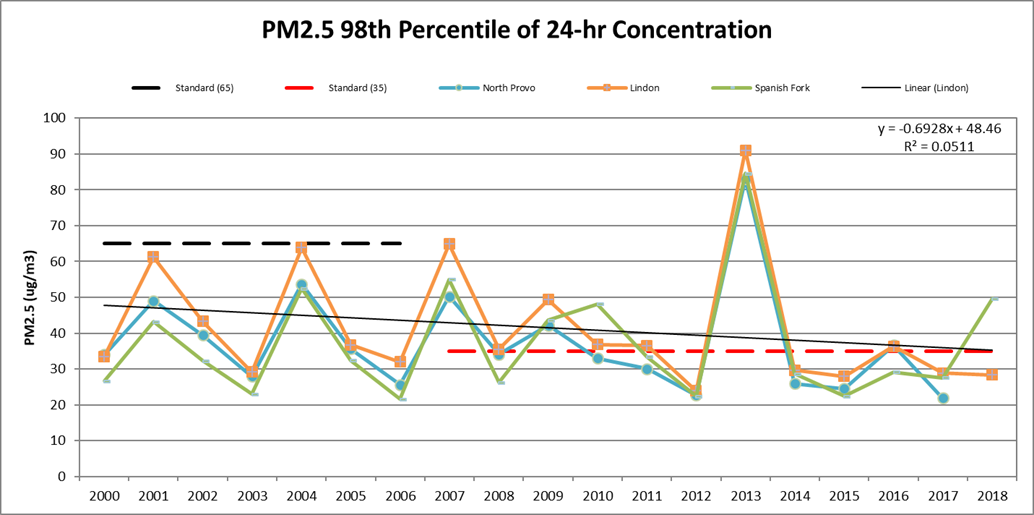 PM2.5 98th Percentile of 24-hr Concentration
Standard (65) Standard (35) North Provo Lindon Spanish Fork Linear (Lindon)
y = -0.6928x + 48.46
R² = 0.0511
PM2.5 (ug/m3)
100
90
80
70
60
50
40
30
20
10
0
2000 2001 2002 2003 2004 2005 2006 2007 2008 2009 2010 2011 2012 2013 2014 2015 2016 2017 2018